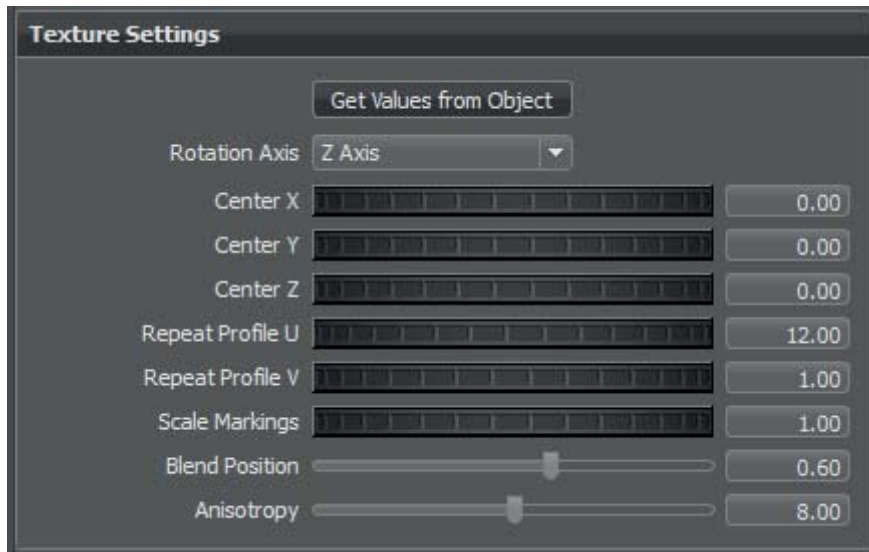 Texture Settings
Get Values from Object
Rotation Axis Z Axis
Center X 0.00
Center Y 0.00
Center Z 0.00
Repeat Profile U 12.00
Repeat Profile V 1.00
Scale Markings 1.00
Blend Position 0.60
Anisotropy 8.00